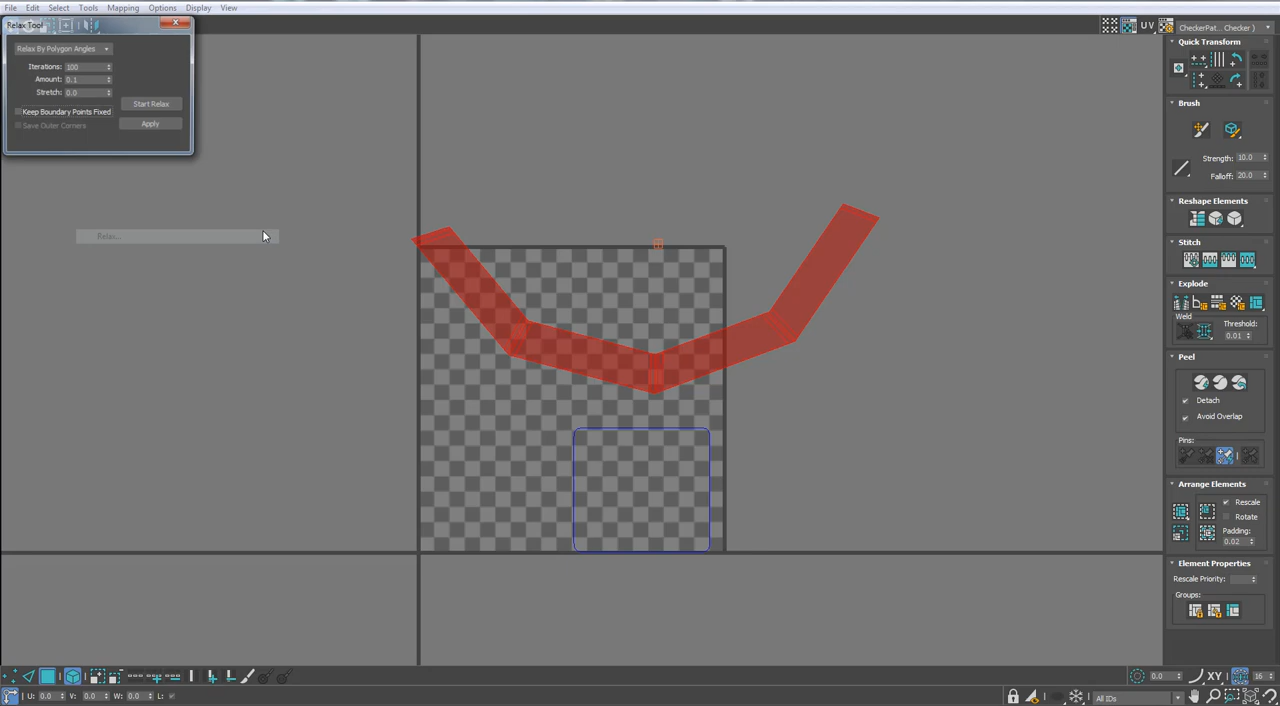 File Edit Select Tools Mapping Options Display View
Relax Tool
UV
CheckerPat... Checker )
Relax By Polygon Angles
Iterations: 100
Amount: 0.1
Stretch: 0.0
Start Relax
Keep Boundary Points Fixed
Apply
Save Outer Corners
Relax...
Quick Transform
Brush
Strength: 10.0
Falloff: 20.0
Reshape Elements
Stitch
Explode
Weld
Threshold:
0.01
Peel
Detach
Avoid Overlap
Pins:
Arrange Elements
Rescale
Rotate
Padding:
0.02
Element Properties
Rescale Priority:
Groups:
0.0
XY
16
U: 0.0 V: 0.0 W: 0.0 L:
All IDs